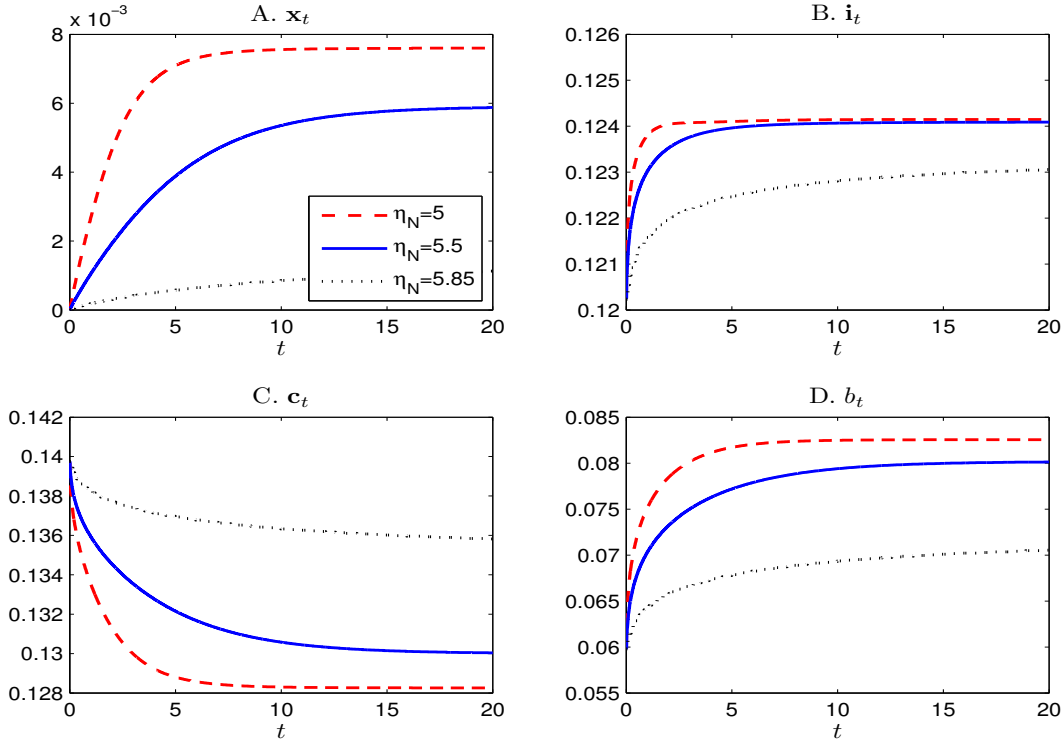 A. xₜ
× 10⁻³
8
6
4
2
0
0 5 10 15 20
t
η_N=5
η_N=5.5
η_N=5.85
B. iₜ
0.126
0.125
0.124
0.123
0.122
0.121
0.12
0 5 10 15 20
t
C. cₜ
0.142
0.14
0.138
0.136
0.134
0.132
0.13
0.128
0 5 10 15 20
t
D. bₜ
0.085
0.08
0.075
0.07
0.065
0.06
0.055
0 5 10 15 20
t